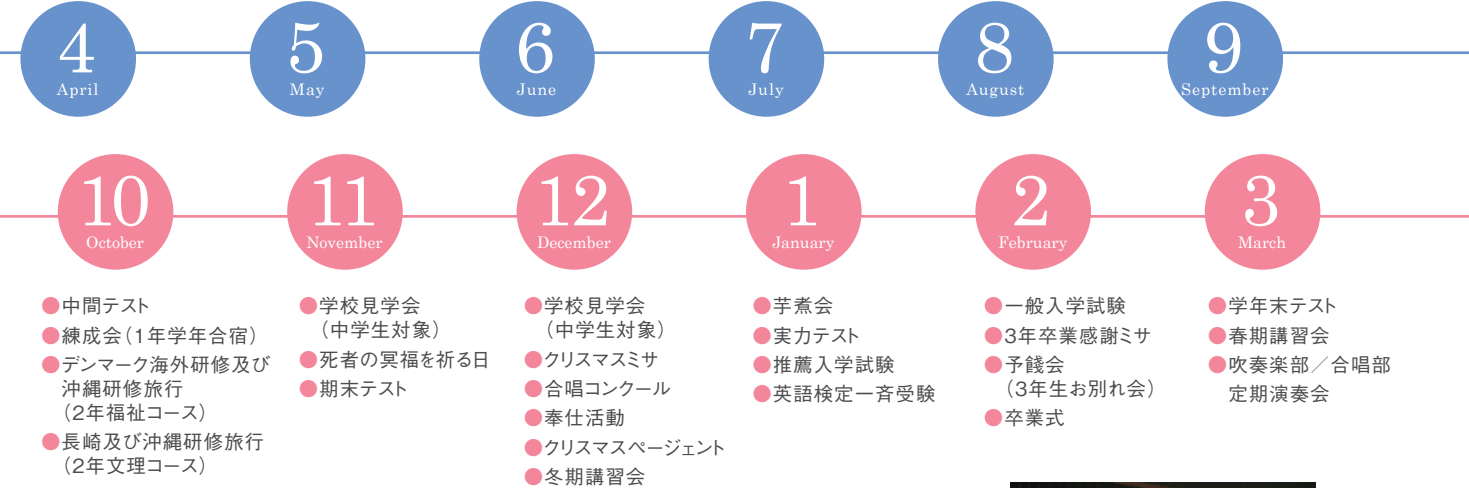 4
April
5
May
6
June
7
July
8
August
9
September
10
October
11
November
12
December
1
January
2
February
3
March
●中間テスト
●練成会(1年学年合宿)
●デンマーク海外研修及び
沖縄研修旅行
(2年福祉コース)
●長崎及び沖縄研修旅行
(2年文理コース)
●学校見学会
(中学生対象)
●死者の冥福を祈る日
●期末テスト
●学校見学会
(中学生対象)
●クリスマスミサ
●合唱コンクール
●奉仕活動
●クリスマスページェント
●冬期講習会
●芋煮会
●実力テスト
●推薦入学試験
●英語検定一斉受験
●一般入学試験
●3年卒業感謝ミサ
●予餞会
(3年生お別れ会)
●卒業式
●学年末テスト
●春期講習会
●吹奏楽部/合唱部
定期演奏会